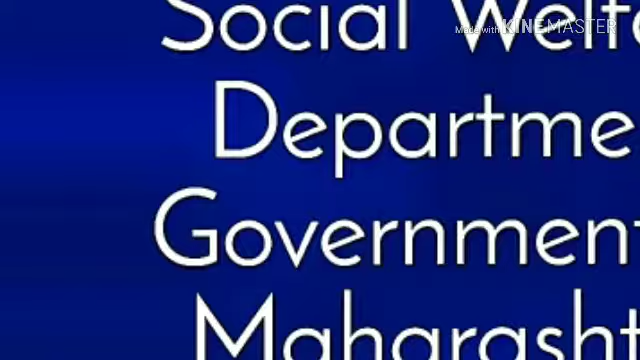 Social Welf
Made with KINEMASTER
Departme
Government
Maharasht